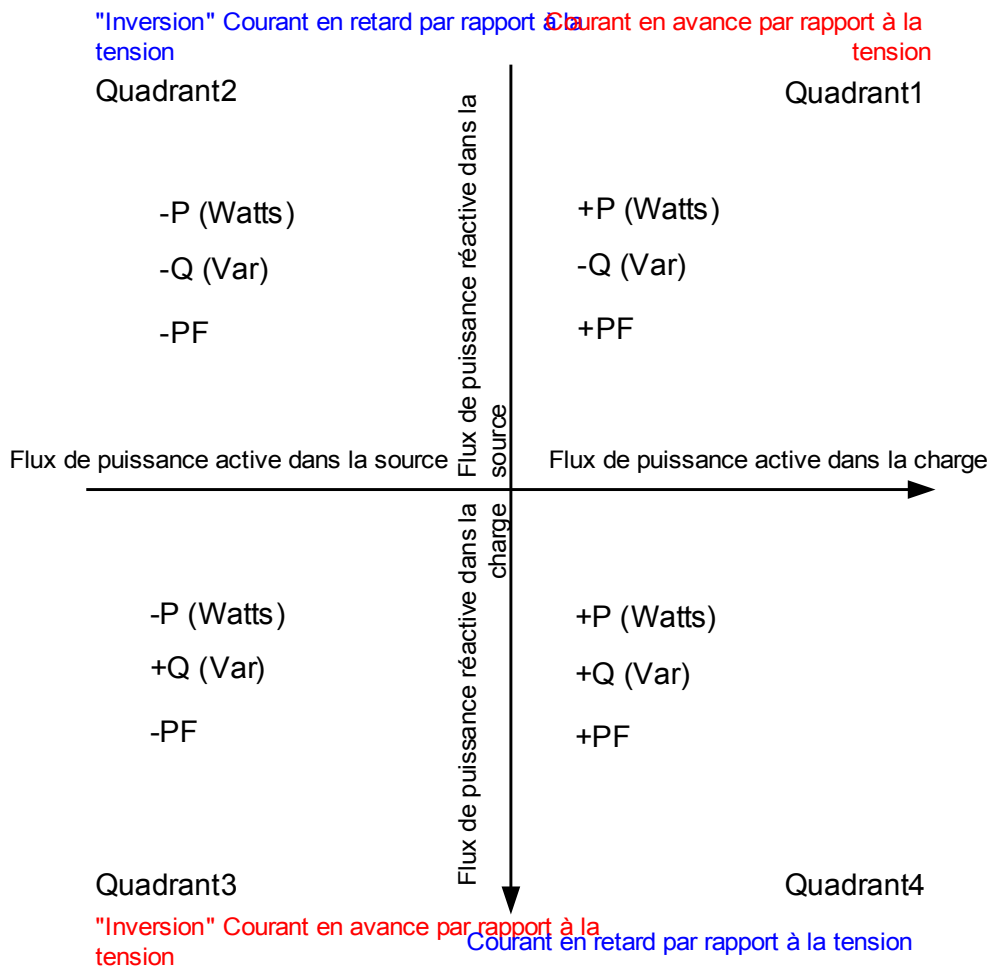 "Inversion" Courant en retard par rapport à la
tension
Courant en avance par rapport à la
tension
Quadrant2
Quadrant1
-P (Watts)
-Q (Var)
-PF
+P (Watts)
-Q (Var)
+PF
Flux de puissance réactive dans la
source
Flux de puissance active dans la source
Flux de puissance active dans la charge
Flux de puissance réactive dans la
charge
-P (Watts)
+Q (Var)
-PF
+P (Watts)
+Q (Var)
+PF
Quadrant3
Quadrant4
"Inversion" Courant en avance par rapport à la
tension
Courant en retard par rapport à la tension